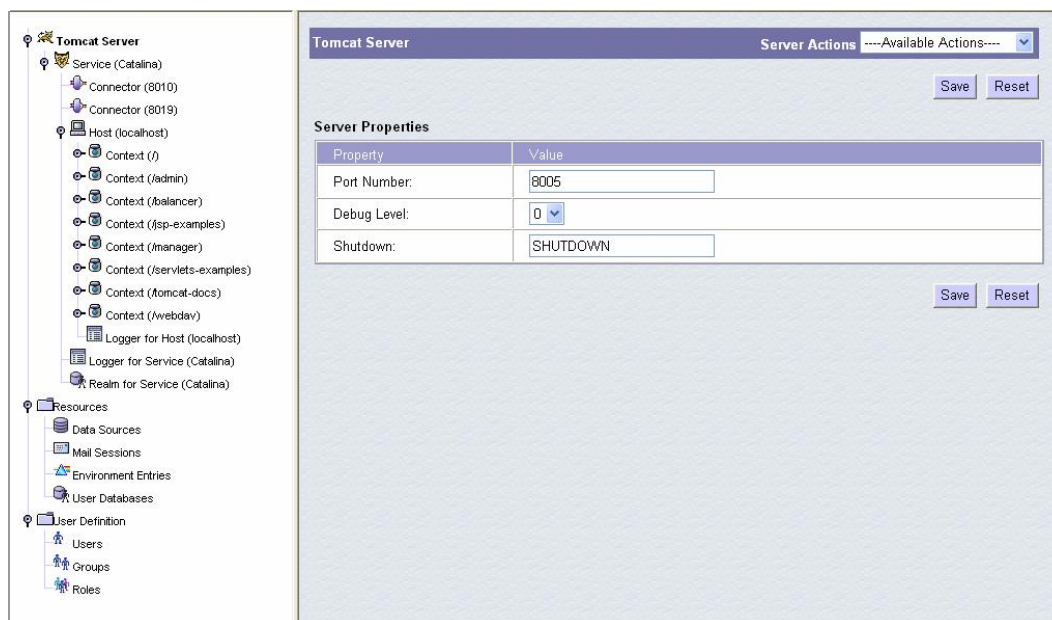 Tomcat Server
Service (Catalina)
Connector (8010)
Connector (8019)
Host (localhost)
Context (/)
Context (/admin)
Context (/balancer)
Context (/jsp-examples)
Context (/manager)
Context (/servlets-examples)
Context (/tomcat-docs)
Context (/webdav)
Logger for Host (localhost)
Logger for Service (Catalina)
Realm for Service (Catalina)
Resources
Data Sources
Mail Sessions
Environment Entries
User Databases
User Definition
Users
Groups
Roles
Tomcat Server Server Actions ----Available Actions----
Save Reset
Server Properties
Property Value
Port Number: 8005
Debug Level: 0
Shutdown: SHUTDOWN
Save Reset